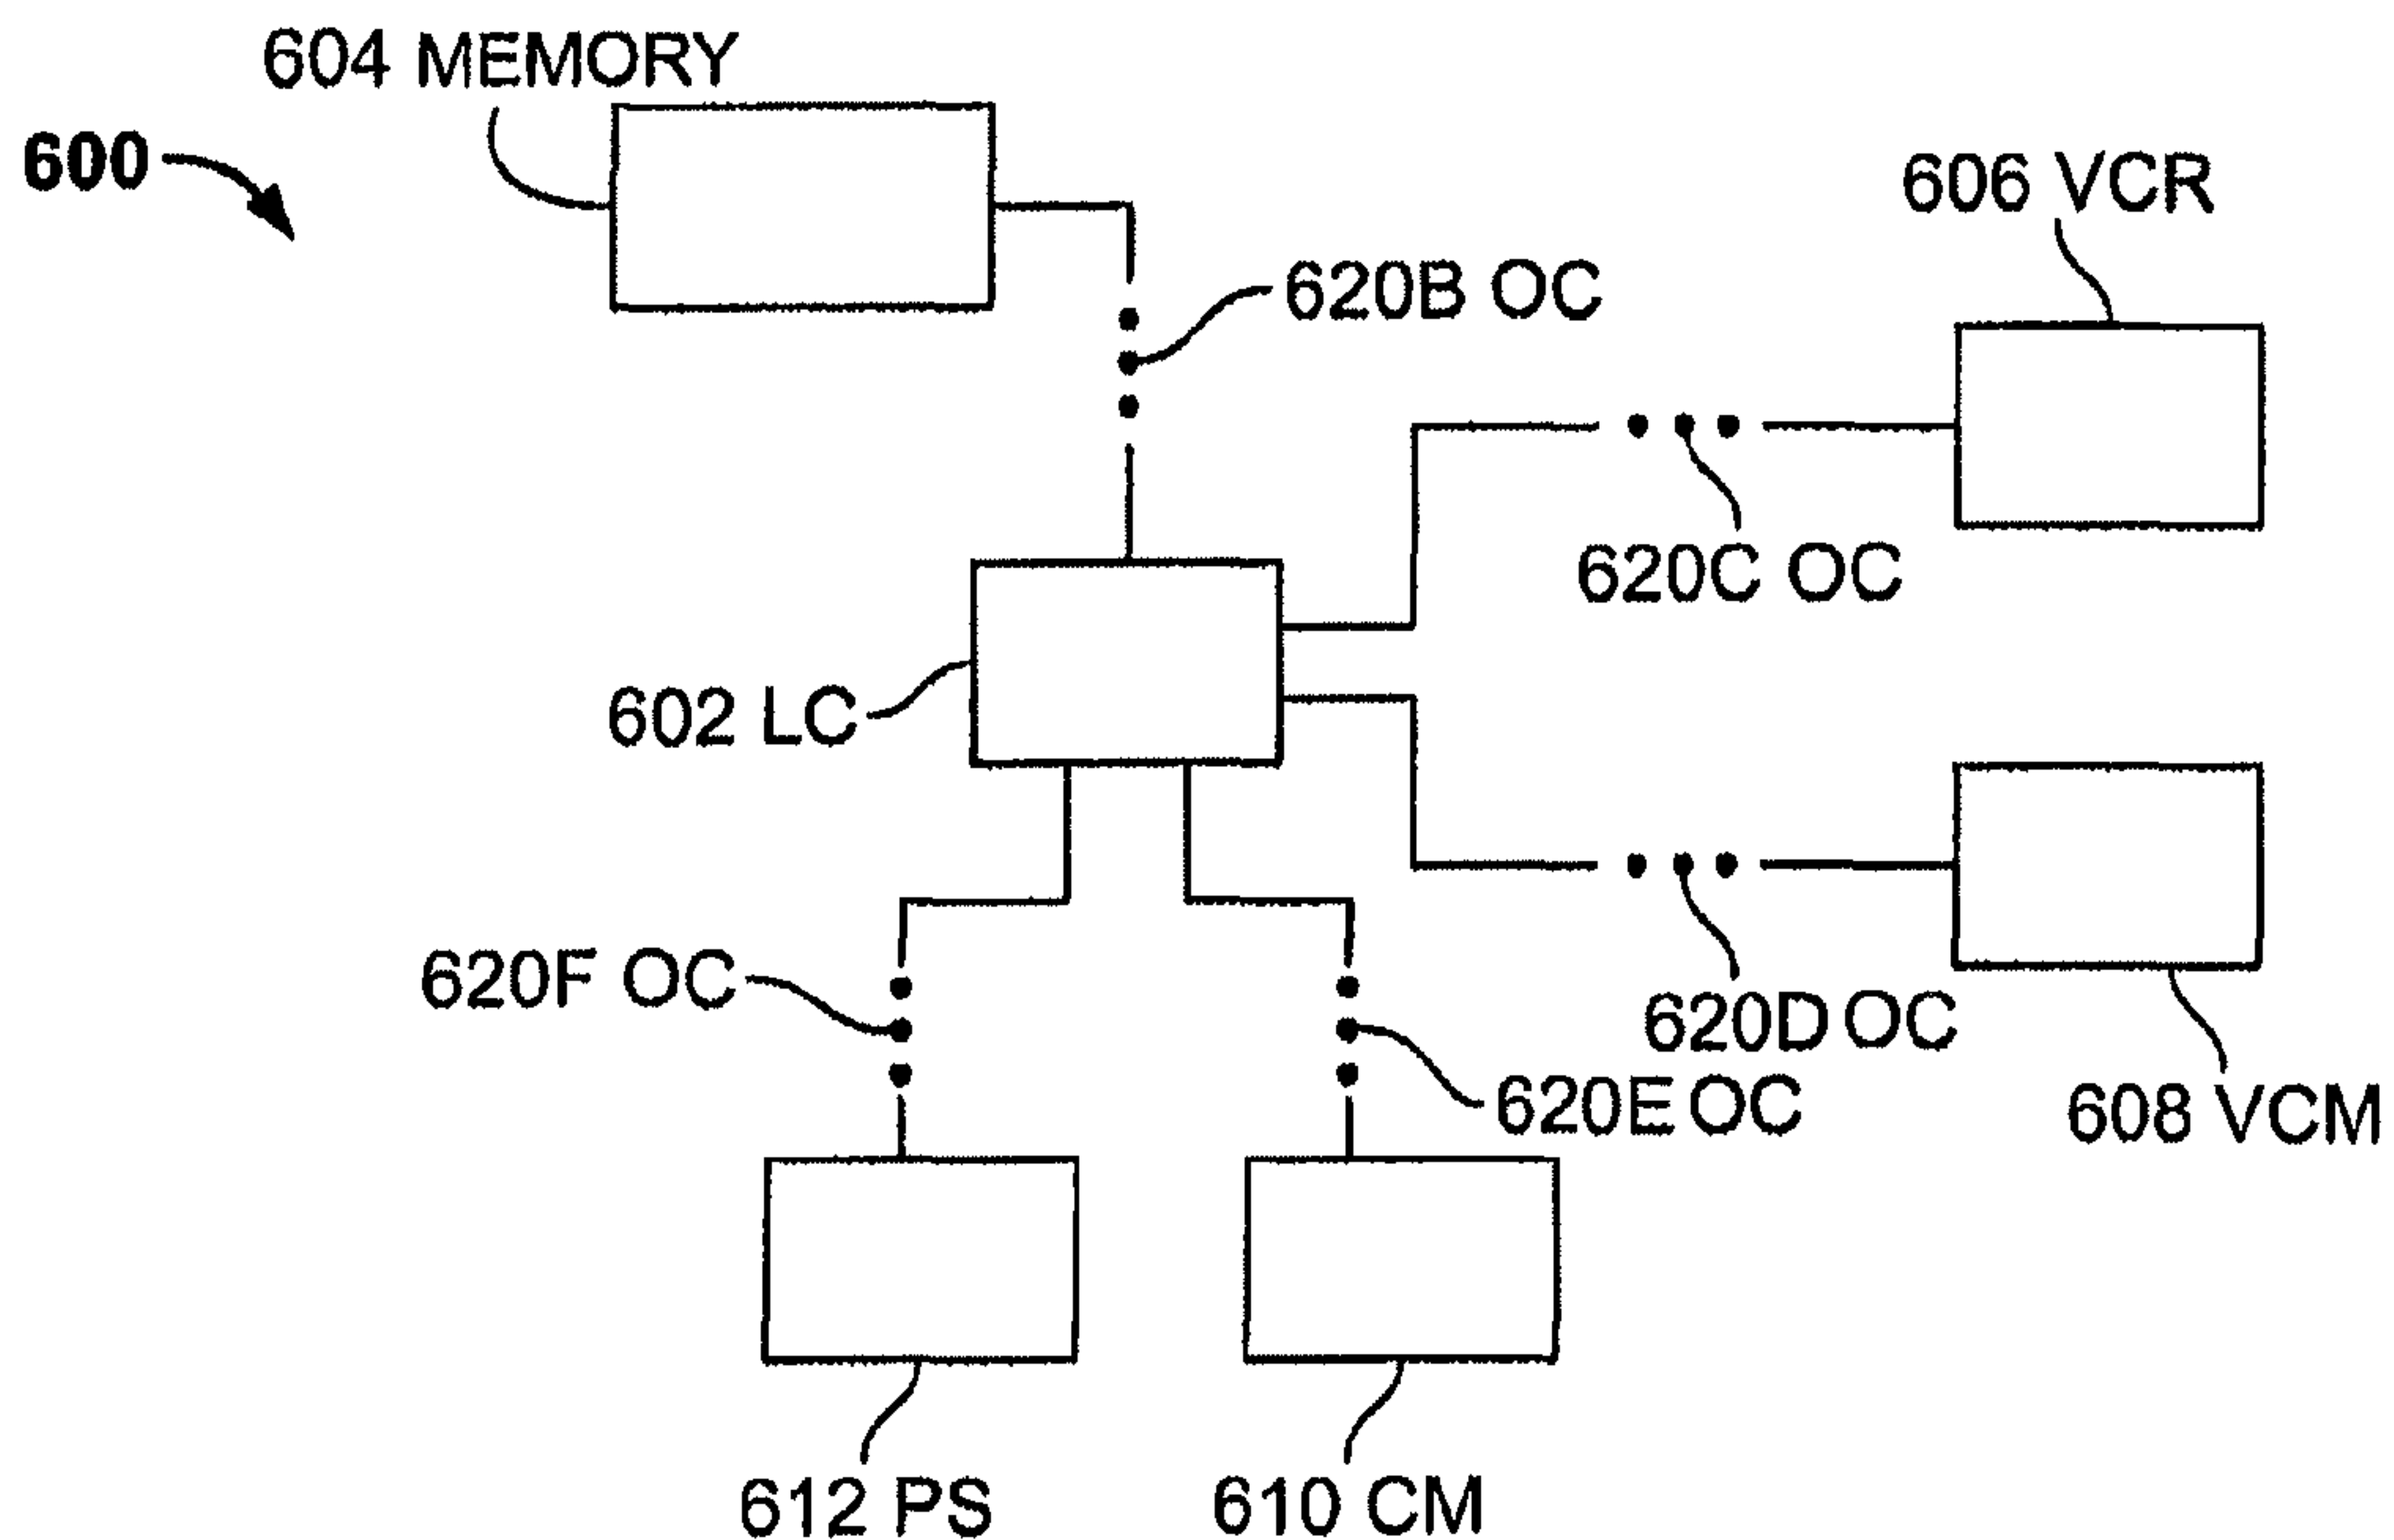 604 MEMORY
600
606 VCR
620B OC
620C OC
602 LC
620F OC
620D OC
620E OC
608 VCM
612 PS
610 CM